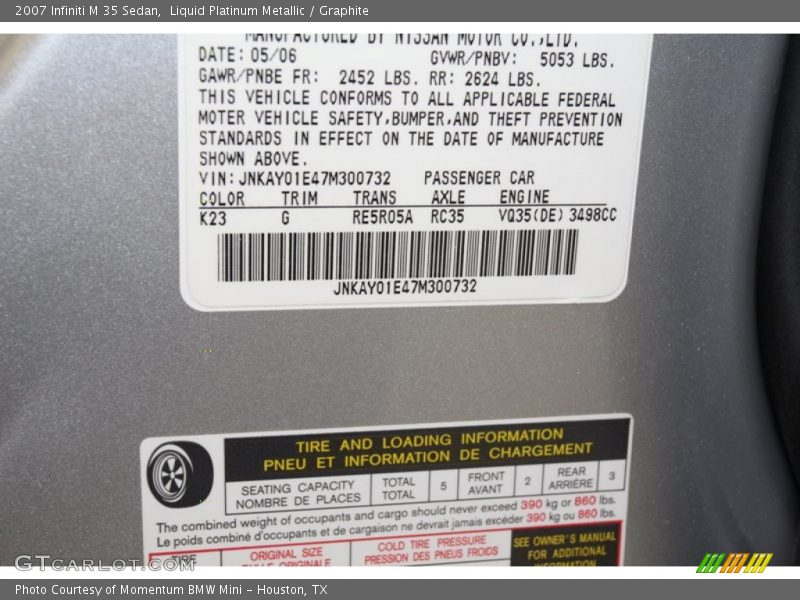 2007 Infiniti M 35 Sedan, Liquid Platinum Metallic / Graphite
MANUFACTURED BY NISSAN MOTOR CO.,LTD.
DATE: 05/06 GVWR/PNBV: 5053 LBS.
GAWR/PNBE FR: 2452 LBS. RR: 2624 LBS.
THIS VEHICLE CONFORMS TO ALL APPLICABLE FEDERAL
MOTER VEHICLE SAFETY,BUMPER,AND THEFT PREVENTION
STANDARDS IN EFFECT ON THE DATE OF MANUFACTURE
SHOWN ABOVE.
VIN: JNKAY01E47M300732 PASSENGER CAR
COLOR TRIM TRANS AXLE ENGINE
K23 G RE5R05A RC35 VQ35(DE) 3498CC
JNKAY01E47M300732
TIRE AND LOADING INFORMATION
PNEU ET INFORMATION DE CHARGEMENT
SEATING CAPACITY TOTAL 5 FRONT 2 REAR 3
NOMBRE DE PLACES TOTAL AVANT ARRIÈRE
The combined weight of occupants and cargo should never exceed 390 kg or 860 lbs.
Le poids combiné d'occupants et de cargaison ne devrait jamais excéder 390 kg ou 860 lbs.
TIRE ORIGINAL SIZE COLD TIRE PRESSURE SEE OWNER'S MANUAL
TAILLE ORIGINALE PRESSION DES PNEUS FROIDS FOR ADDITIONAL
INFORMATION
GTcarlot.com
Photo Courtesy of Momentum BMW Mini - Houston, TX